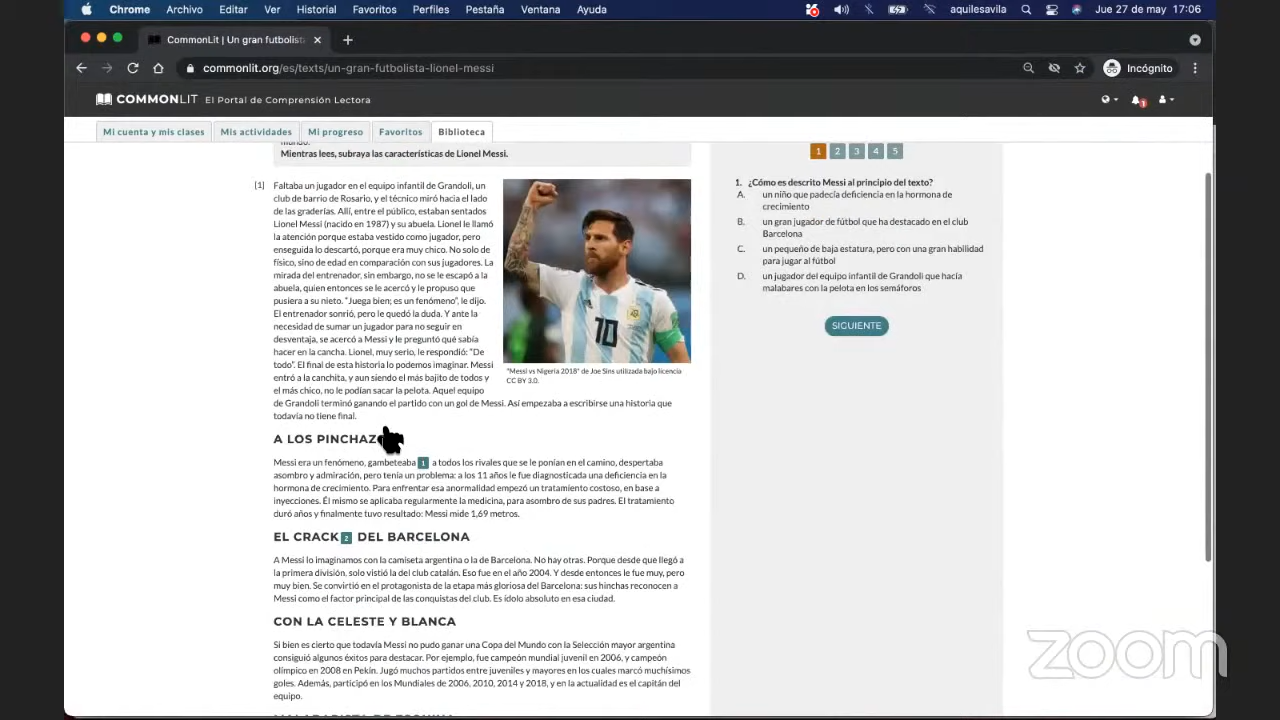 Chrome Archivo Editar Ver Historial Favoritos Perfiles Pestaña Ventana Ayuda aquilesavila Jue 27 de may 17:06
CommonLit | Un gran futbolista
commonlit.org/es/texts/un-gran-futbolista-lionel-messi Incógnito
COMMONLIT El Portal de Comprensión Lectora 1
Mi cuenta y mis clases Mis actividades Mi progreso Favoritos Biblioteca
mundo.
Mientras lees, subraya las características de Lionel Messi.
[1] Faltaba un jugador en el equipo infantil de Grandoli, un
club de barrio de Rosario, y el técnico miró hacia el lado
de las graderías. Allí, entre el público, estaban sentados
Lionel Messi (nacido en 1987) y su abuela. Lionel le llamó
la atención porque estaba vestido como jugador, pero
enseguida lo descartó, porque era muy chico. No solo de
físico, sino de edad en comparación con sus jugadores. La
mirada del entrenador, sin embargo, no se le escapó a la
abuela, quien entonces se le acercó y le propuso que
pusiera a su nieto. "Juega bien; es un fenómeno", le dijo.
El entrenador sonrió, pero le quedó la duda. Y ante la
necesidad de sumar un jugador para no seguir en
desventaja, se acercó a Messi y le preguntó qué sabía
hacer en la cancha. Lionel, muy serio, le respondió: "De
todo". El final de esta historia lo podemos imaginar. Messi
entró a la canchita, y aun siendo el más bajito de todos y
el más chico, no le podían sacar la pelota. Aquel equipo
de Grandoli terminó ganando el partido con un gol de Messi. Así empezaba a escribirse una historia que
todavía no tiene final.
10
"Messi vs Nigeria 2018" de Joe Sins utilizada bajo licencia
CC BY 3.0.
A LOS PINCHAZ
Messi era un fenómeno, gambeteaba 1 a todos los rivales que se le ponían en el camino, despertaba
asombro y admiración, pero tenía un problema: a los 11 años le fue diagnosticada una deficiencia en la
hormona de crecimiento. Para enfrentar esa anormalidad empezó un tratamiento costoso, en base a
inyecciones. Él mismo se aplicaba regularmente la medicina, para asombro de sus padres. El tratamiento
duró años y finalmente tuvo resultado: Messi mide 1,69 metros.
EL CRACK 2 DEL BARCELONA
A Messi lo imaginamos con la camiseta argentina o la de Barcelona. No hay otras. Porque desde que llegó a
la primera división, solo vistió la del club catalán. Eso fue en el año 2004. Y desde entonces le fue muy, pero
muy bien. Se convirtió en el protagonista de la etapa más gloriosa del Barcelona: sus hinchas reconocen a
Messi como el factor principal de las conquistas del club. Es ídolo absoluto en esa ciudad.
CON LA CELESTE Y BLANCA
Si bien es cierto que todavía Messi no pudo ganar una Copa del Mundo con la Selección mayor argentina
consiguió algunos éxitos para destacar. Por ejemplo, fue campeón mundial juvenil en 2006, y campeón
olímpico en 2008 en Pekín. Jugó muchos partidos entre juveniles y mayores en los cuales marcó muchísimos
goles. Además, participó en los Mundiales de 2006, 2010, 2014 y 2018, y en la actualidad es el capitán del
equipo.
1 2 3 4 5
1. ¿Cómo es descrito Messi al principio del texto?
A. un niño que padecía deficiencia en la hormona de
crecimiento
B. un gran jugador de fútbol que ha destacado en el club
Barcelona
C. un pequeño de baja estatura, pero con una gran habilidad
para jugar al fútbol
D. un jugador del equipo infantil de Grandoli que hacía
malabares con la pelota en los semáforos
SIGUIENTE
zoom